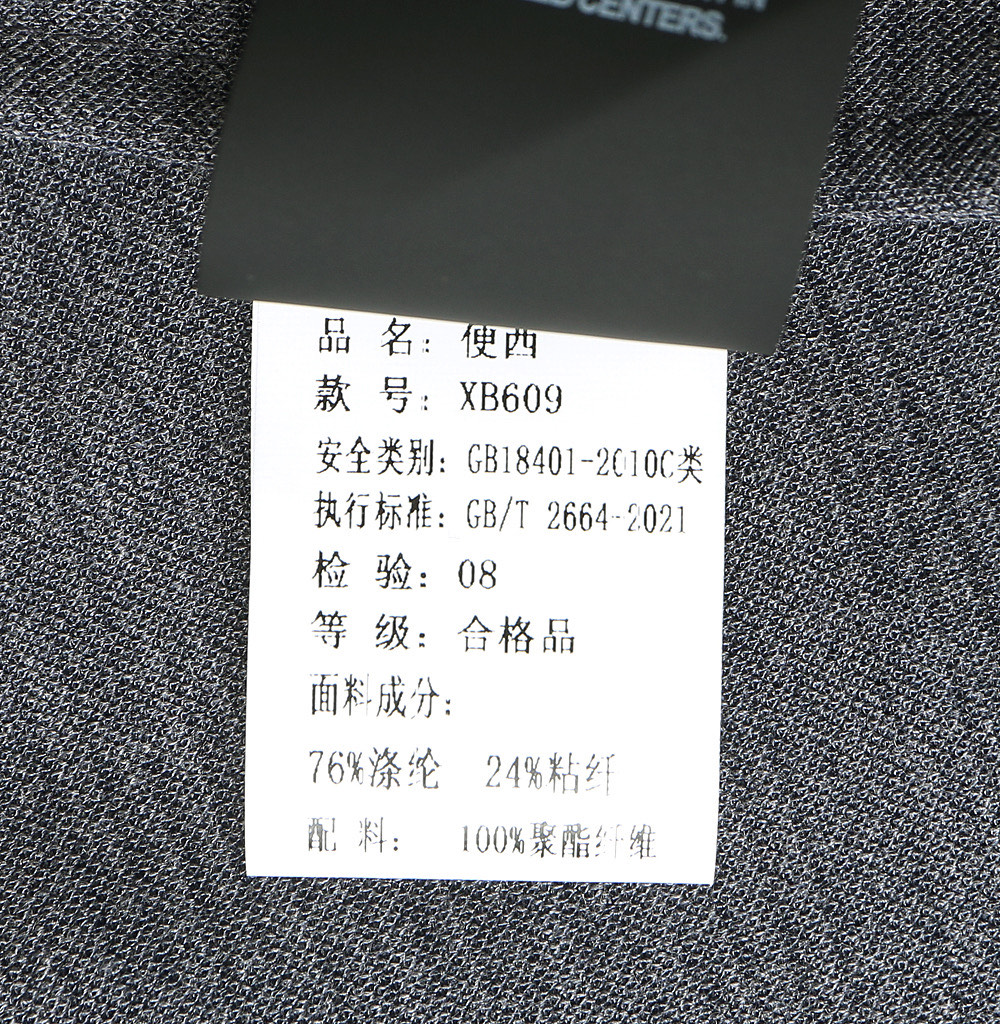 CENTERS.
品 名: 便西
款 号: XB609
安全类别: GB18401-2010C类
执行标准: GB/T 2664-2021
检 验: 08
等 级: 合格品
面料成分:
76%涤纶 24%粘纤
配 料: 100%聚酯纤维